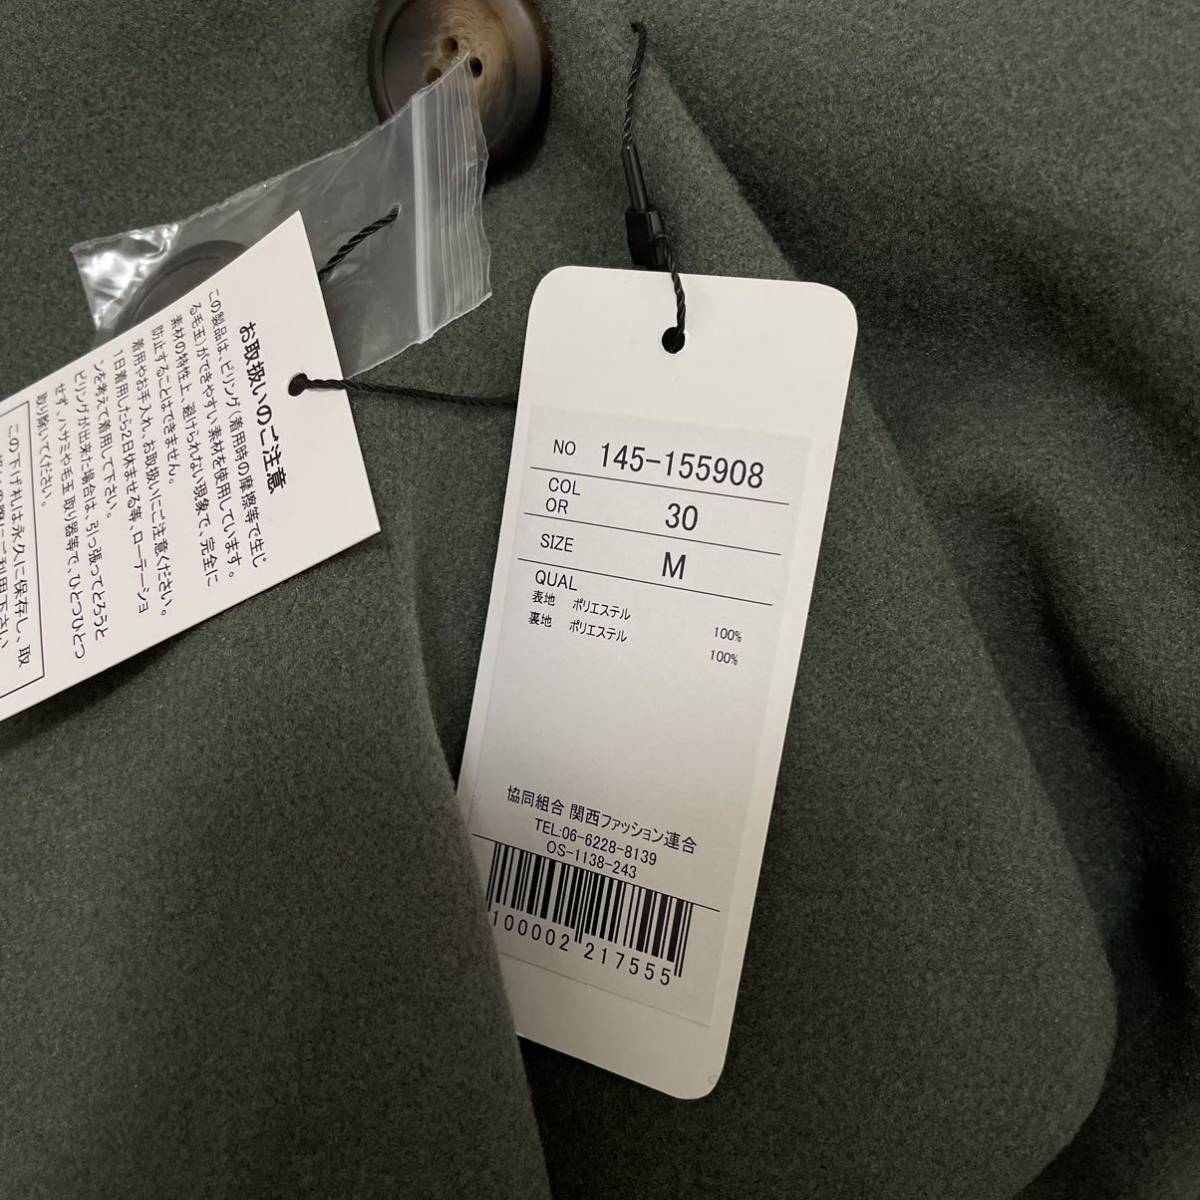 お取扱いのご注意
この製品は、ピリング(着用時の摩擦等で生じ
る毛玉)ができやすい素材を使用しています。
素材の特性上、避けられない現象で、完全に
防止することはできません。
着用やお手入れ、お取扱いにご注意ください。
1日着用したら2日休ませる等、ローテーショ
ンを考えて着用して下さい。
ピリングが出来た場合は、引っ張ってとろうと
せず、ハサミや毛玉取り器等で、ひとつひとつ
取り除いてください。
この下げ札は永久に保存し、取
NO 145-155908
COL
OR 30
SIZE M
QUAL
表地 ポリエステル 100%
裏地 ポリエステル 100%
協同組合 関西ファッション連合
TEL:06-6228-8139
OS-1138-243
100002 217555